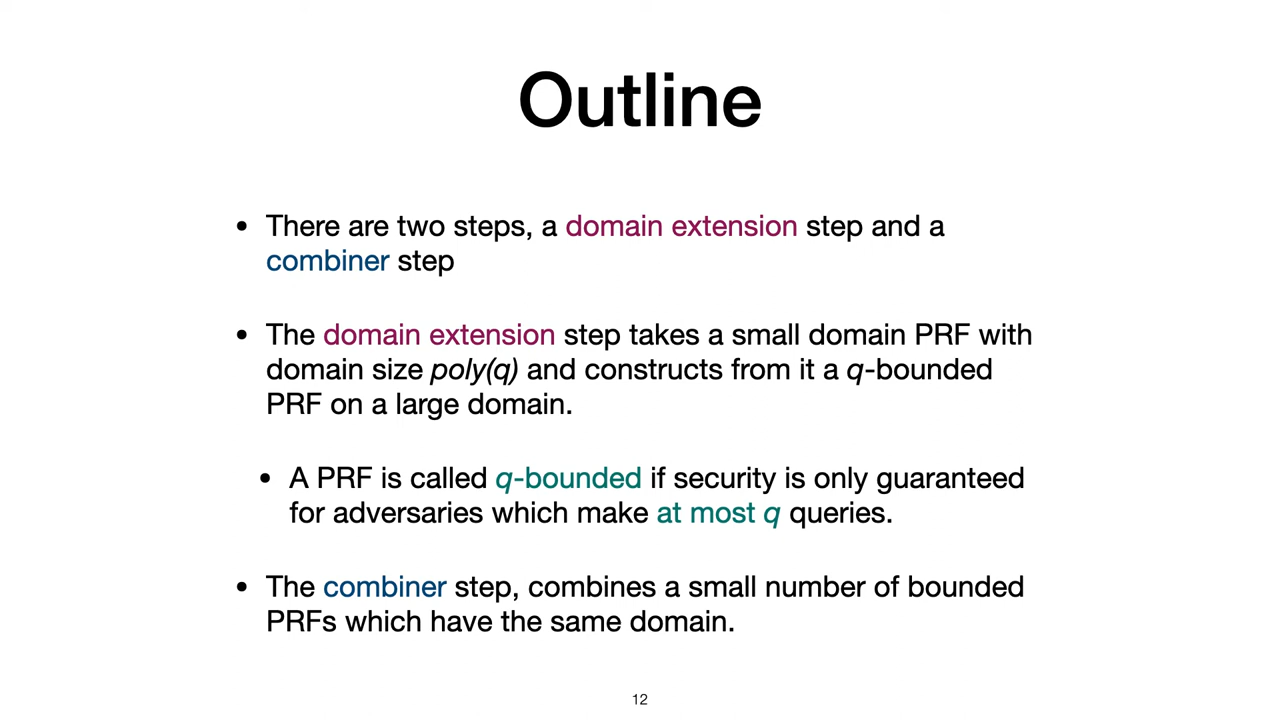 Outline
• There are two steps, a domain extension step and a
combiner step
• The domain extension step takes a small domain PRF with
domain size poly(q) and constructs from it a q-bounded
PRF on a large domain.
• A PRF is called q-bounded if security is only guaranteed
for adversaries which make at most q queries.
• The combiner step, combines a small number of bounded
PRFs which have the same domain.
12